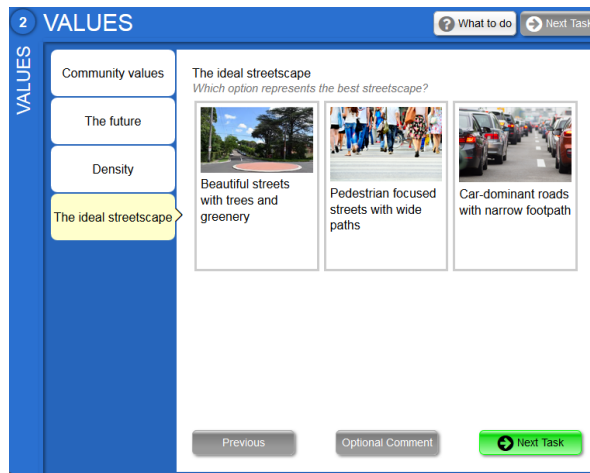 2 VALUES
What to do
Next Task
VALUES
Community values
The future
Density
The ideal streetscape
The ideal streetscape
Which option represents the best streetscape?
Beautiful streets
with trees and
greenery
Pedestrian focused
streets with wide
paths
Car-dominant roads
with narrow footpath
Previous
Optional Comment
Next Task